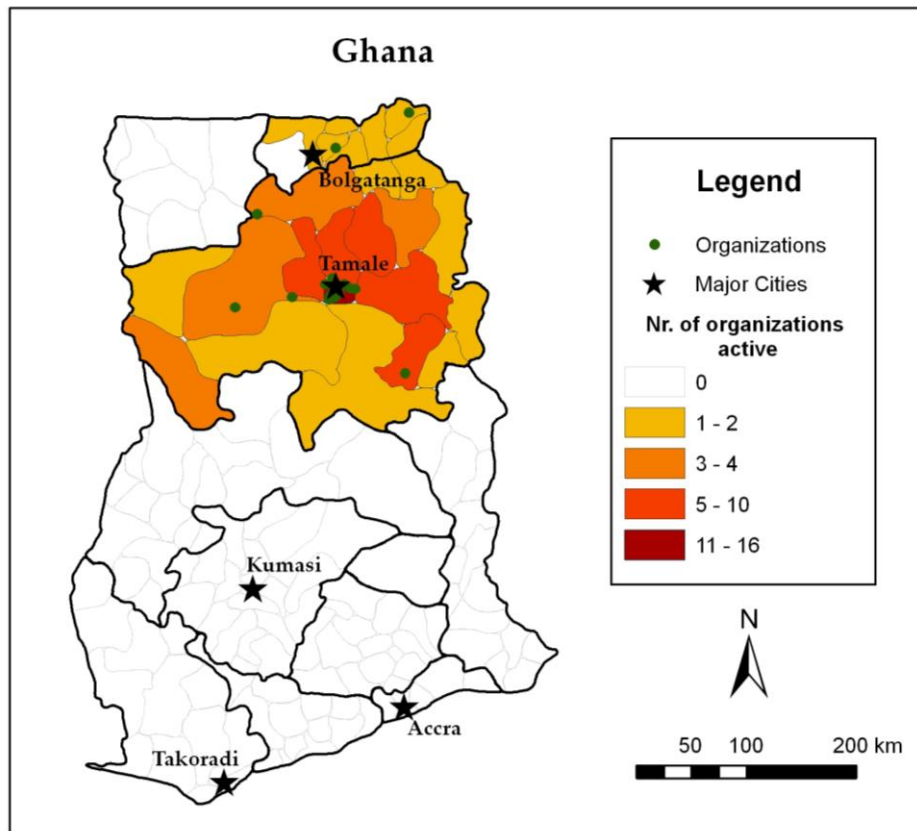 Ghana
Bolgatanga
Tamale
Kumasi
Accra
Takoradi
Legend
Organizations
Major Cities
Nr. of organizations
active
0
1 - 2
3 - 4
5 - 10
11 - 16
N
50 100 200 km